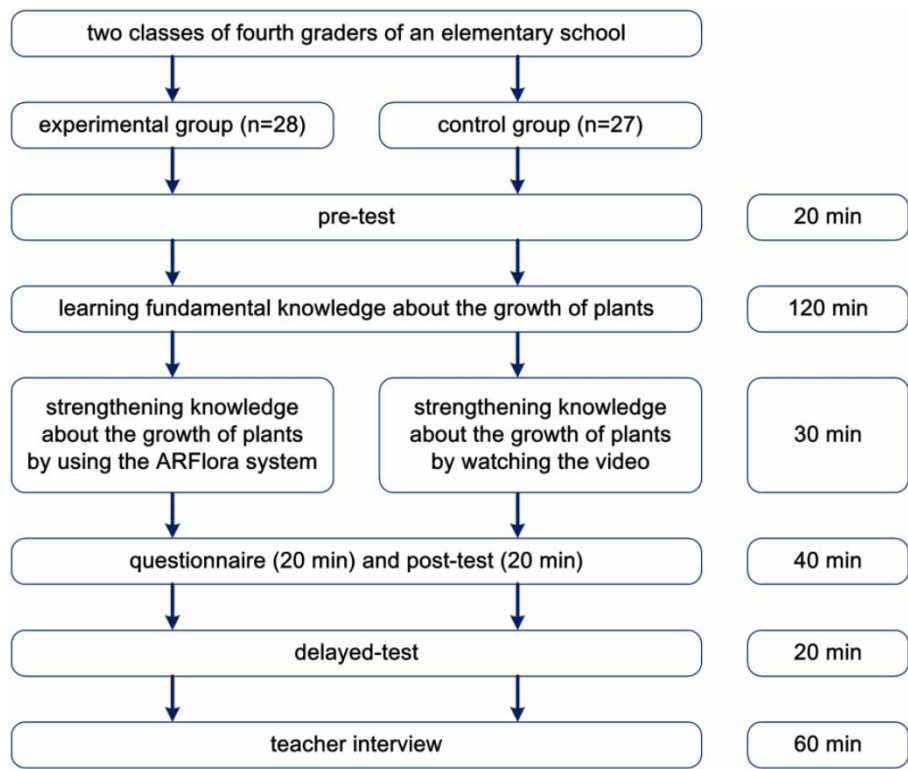 two classes of fourth graders of an elementary school
experimental group (n=28)
control group (n=27)
pre-test
20 min
learning fundamental knowledge about the growth of plants
120 min
strengthening knowledge
about the growth of plants
by using the ARFlora system
strengthening knowledge
about the growth of plants
by watching the video
30 min
questionnaire (20 min) and post-test (20 min)
40 min
delayed-test
20 min
teacher interview
60 min